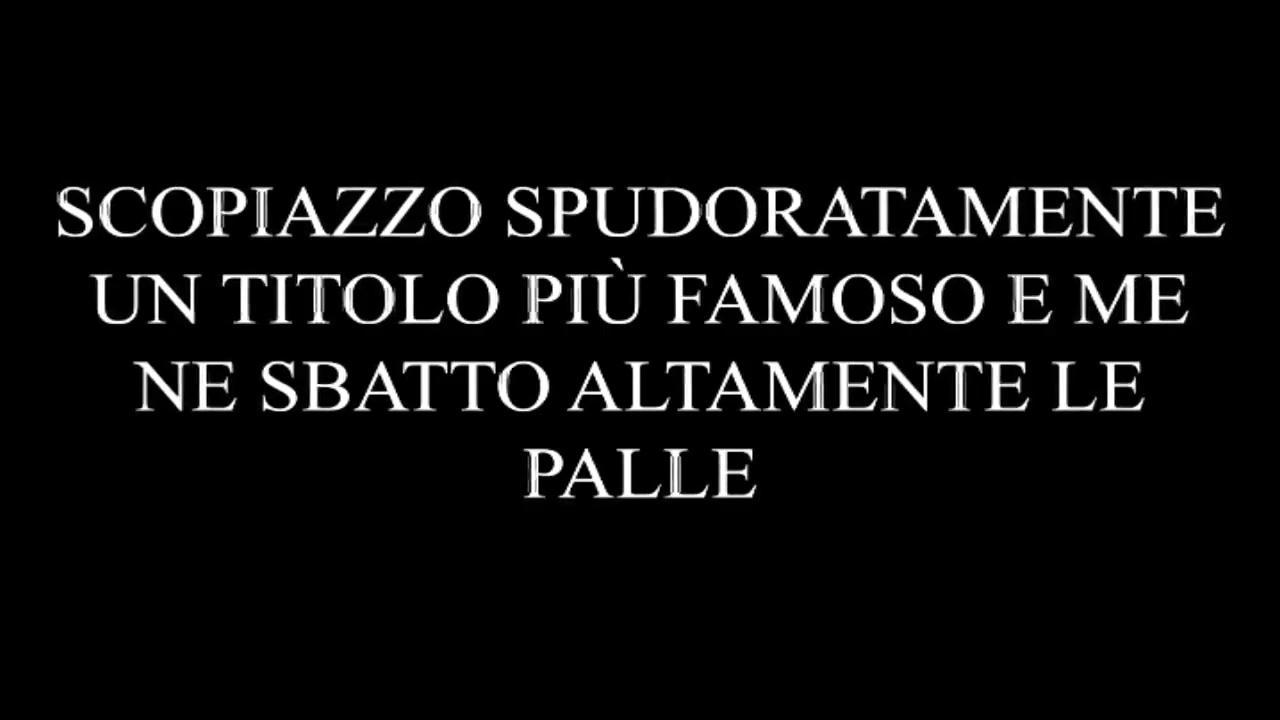 SCOPIAZZO SPUDORATAMENTE
UN TITOLO PIÙ FAMOSO E ME
NE SBATTO ALTAMENTE LE
PALLE